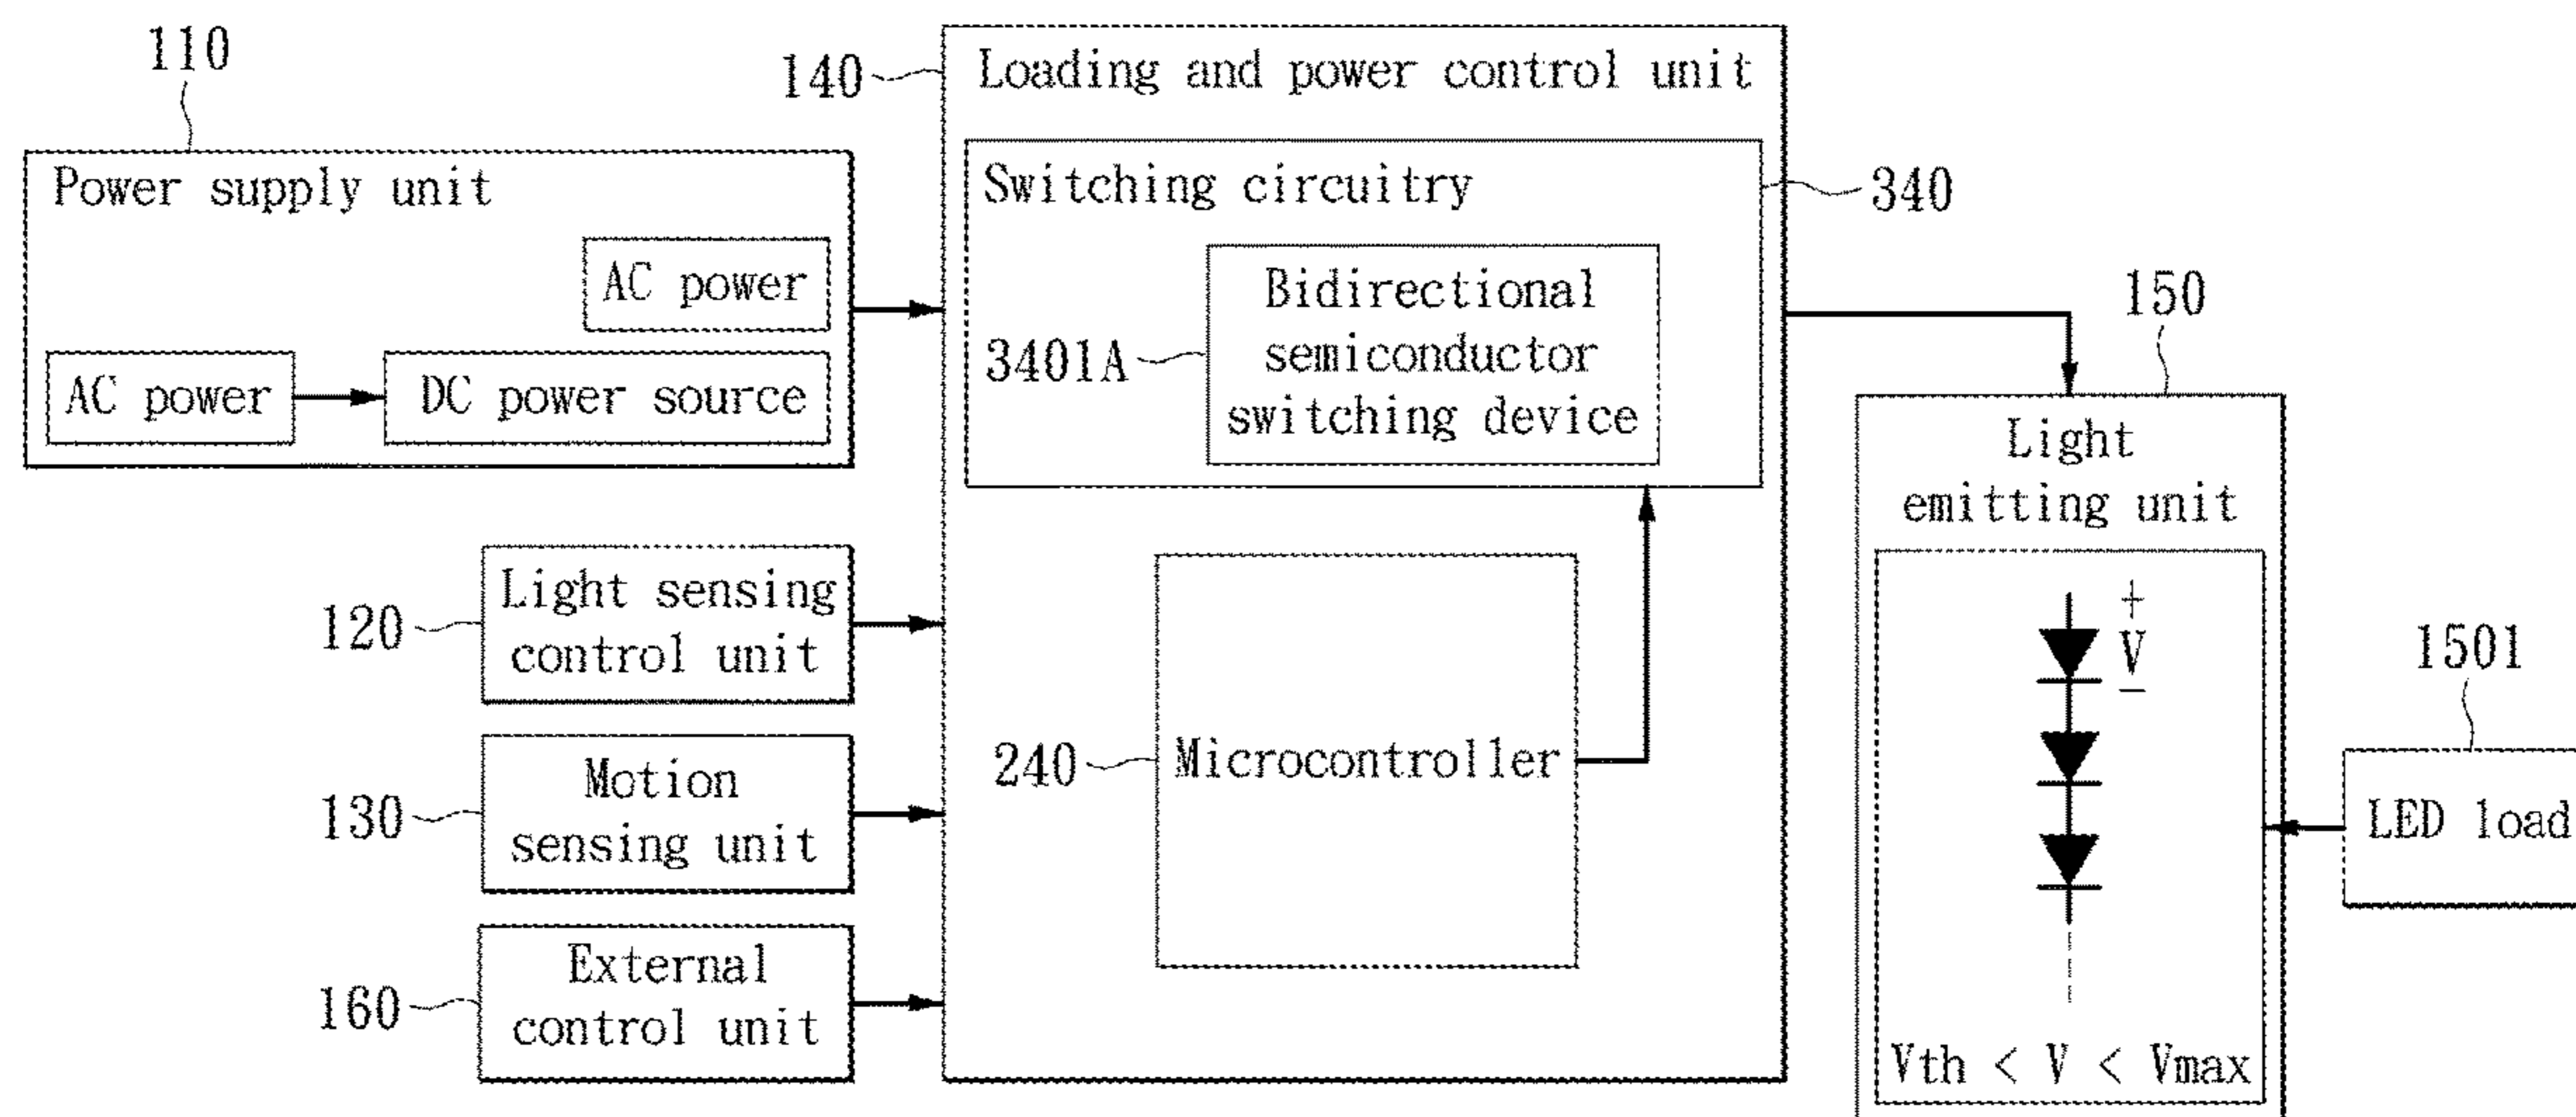 110
Power supply unit
AC power
AC power
DC power source
140
Loading and power control unit
Switching circuitry
340
3401A
Bidirectional
semiconductor
switching device
120
Light sensing
control unit
130
Motion
sensing unit
160
External
control unit
240
Microcontroller
150
Light
emitting unit
+
V
−
Vth < V < Vmax
1501
LED load